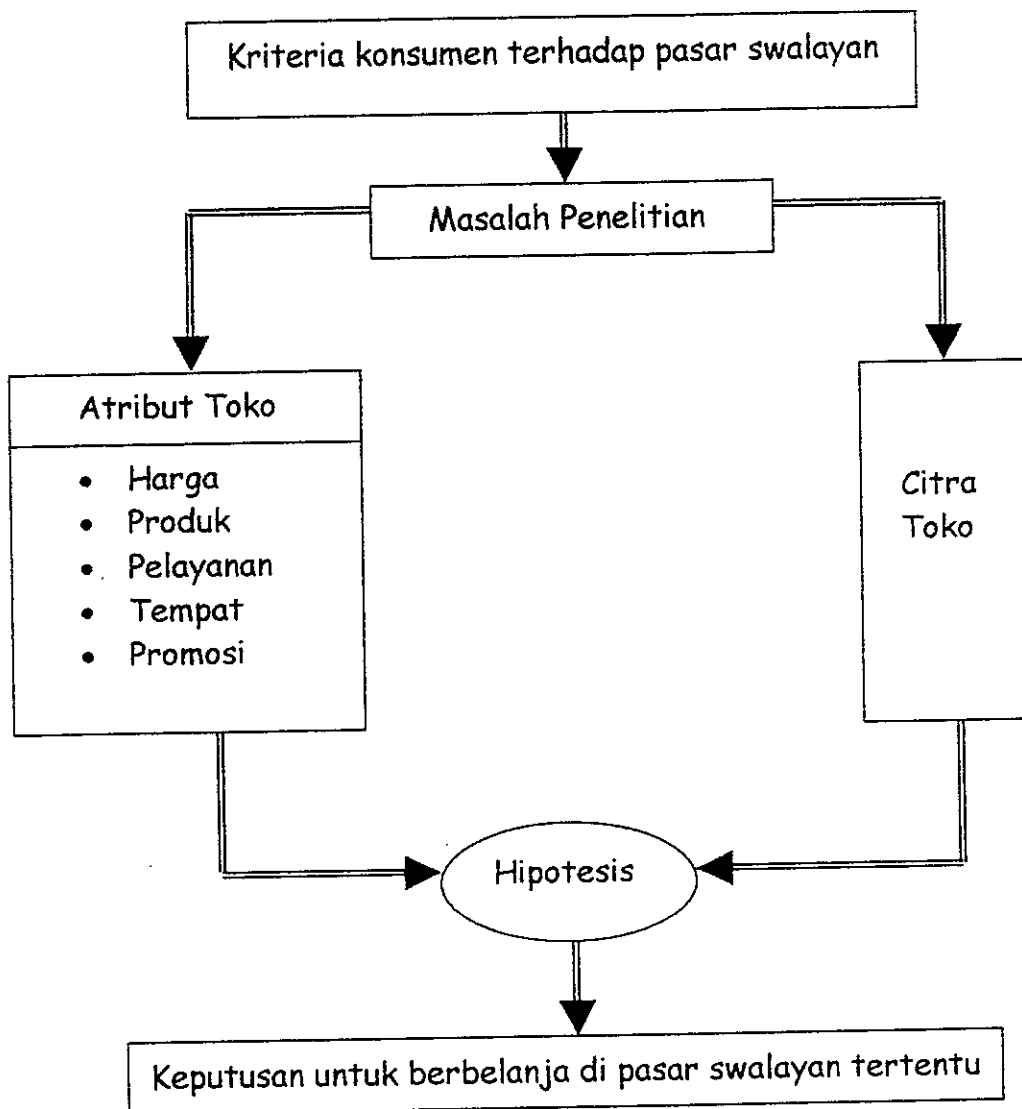 Kriteria konsumen terhadap pasar swalayan
Masalah Penelitian
Atribut Toko
• Harga
• Produk
• Pelayanan
• Tempat
• Promosi
Citra
Toko
Hipotesis
Keputusan untuk berbelanja di pasar swalayan tertentu